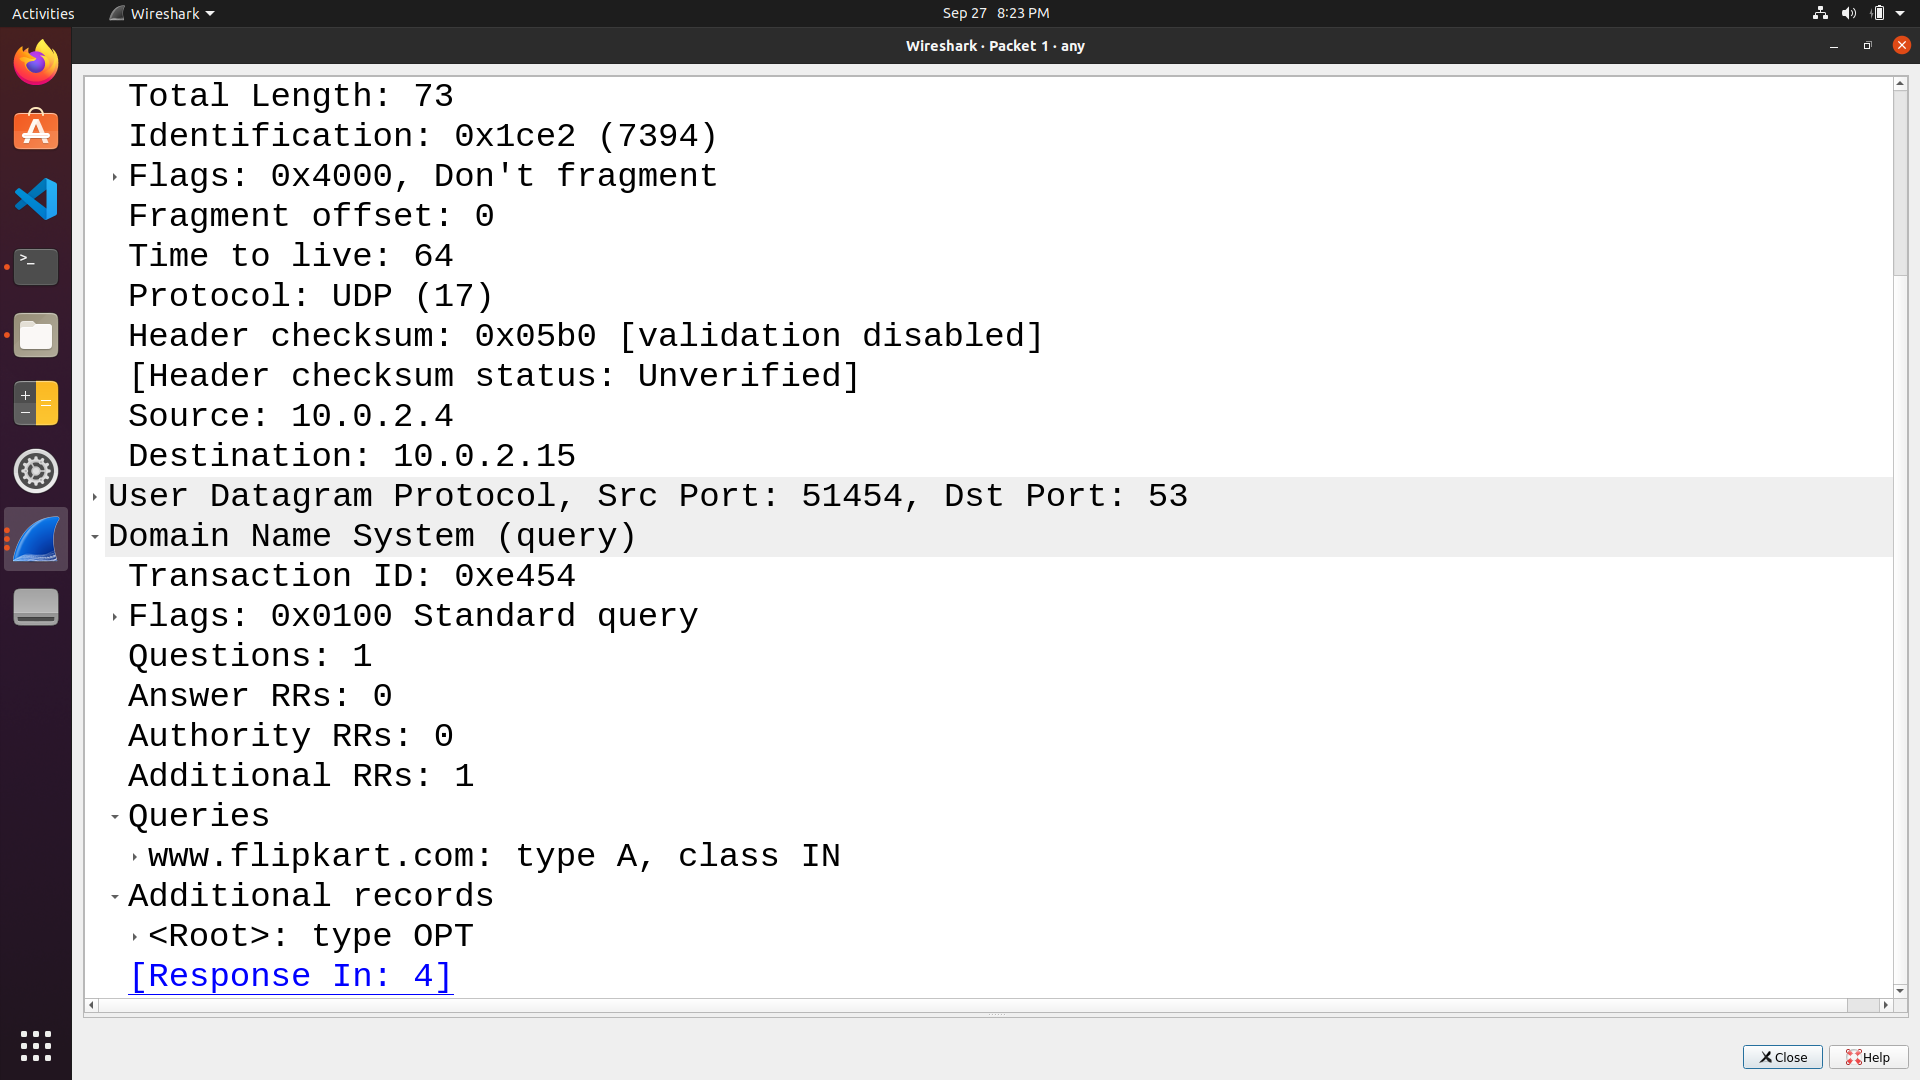 Activities Wireshark Sep 27 8:23 PM
Wireshark · Packet 1 · any
Total Length: 73
Identification: 0x1ce2 (7394)
Flags: 0x4000, Don't fragment
Fragment offset: 0
Time to live: 64
Protocol: UDP (17)
Header checksum: 0x05b0 [validation disabled]
[Header checksum status: Unverified]
Source: 10.0.2.4
Destination: 10.0.2.15
User Datagram Protocol, Src Port: 51454, Dst Port: 53
Domain Name System (query)
Transaction ID: 0xe454
Flags: 0x0100 Standard query
Questions: 1
Answer RRs: 0
Authority RRs: 0
Additional RRs: 1
Queries
www.flipkart.com: type A, class IN
Additional records
<Root>: type OPT
[Response In: 4]
Close Help